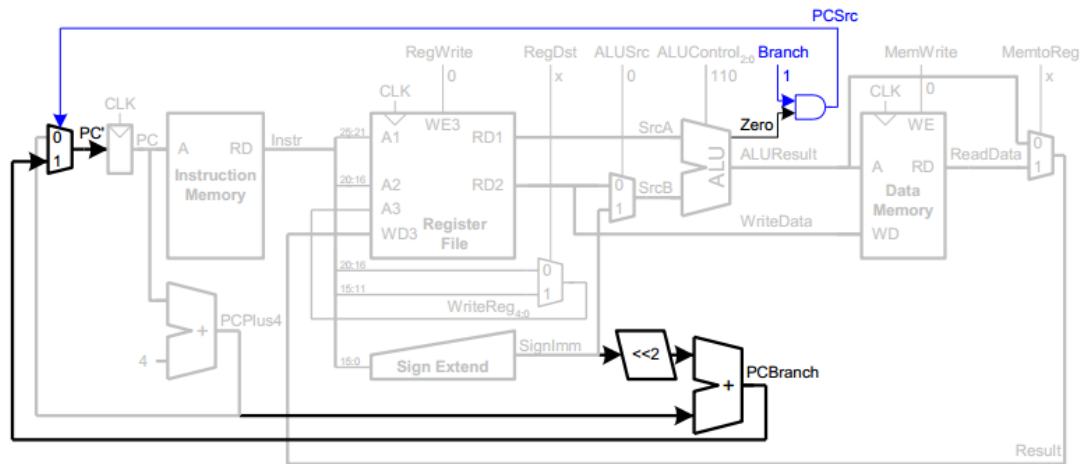 PCSrc
RegWrite RegDst ALUSrc ALUControl2:0 Branch MemWrite MemtoReg
0 x 0 110 1 0 x
CLK CLK CLK
0 PC' PC A RD Instr 25:21 A1 WE3 RD1 SrcA Zero WE
1 Instruction Memory 20:16 A2 RD2 0 SrcB ALU ALUResult A RD ReadData 0
A3 1 Data Memory 1
WD3 Register File WriteData WD
20:16 0
15:11 1
WriteReg4:0
PCPlus4
+
4 SignImm <<2
15:0 Sign Extend + PCBranch
Result